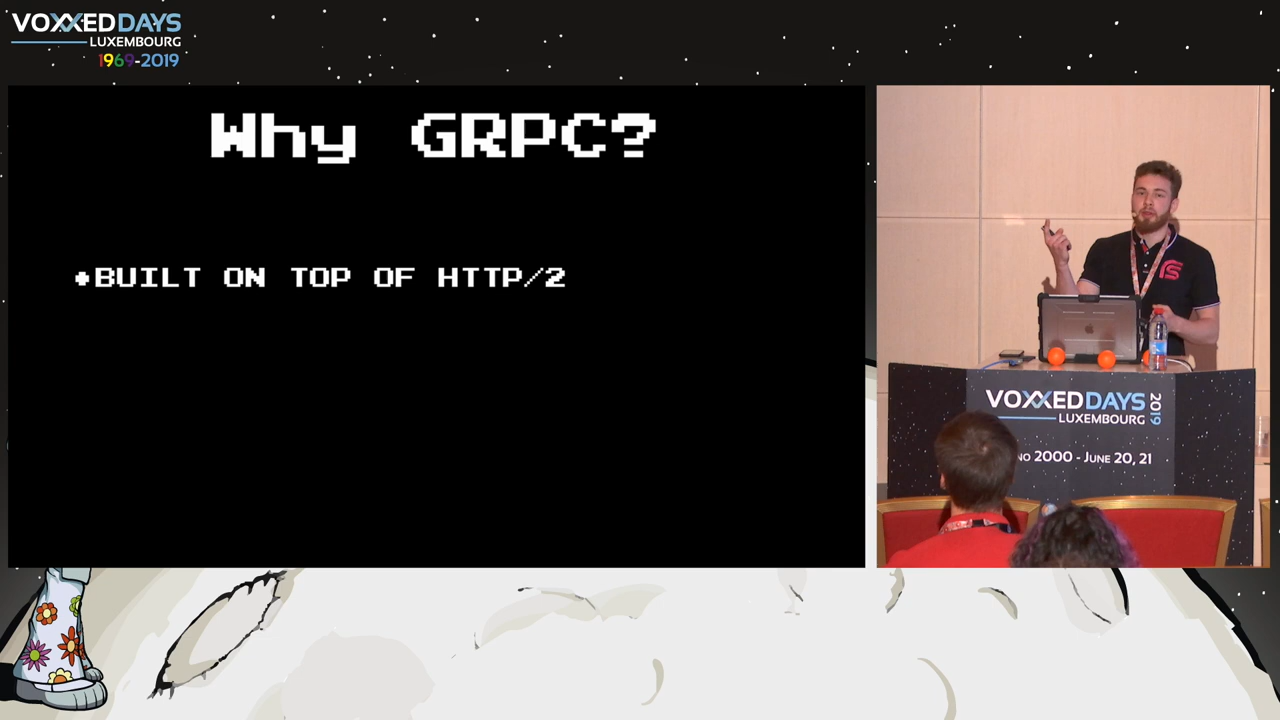 VOXXEDDAYS
LUXEMBOURG
1969-2019
Why GRPC?
•BUILT ON TOP OF HTTP/2
VOXXEDDAYS
2019
LUXEMBOURG
NO 2000 - JUNE 20, 21